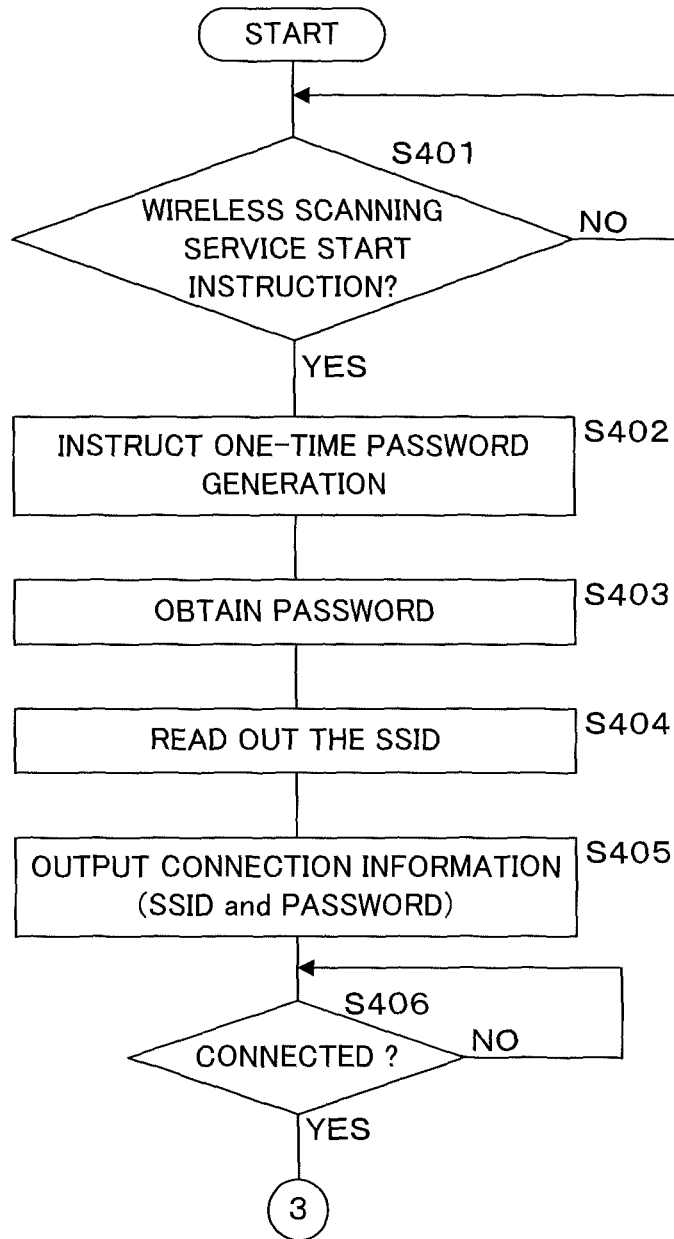 START
S401
WIRELESS SCANNING
SERVICE START
INSTRUCTION?
NO
YES
S402
INSTRUCT ONE-TIME PASSWORD
GENERATION
S403
OBTAIN PASSWORD
S404
READ OUT THE SSID
S405
OUTPUT CONNECTION INFORMATION
(SSID and PASSWORD)
S406
CONNECTED ?
NO
YES
3